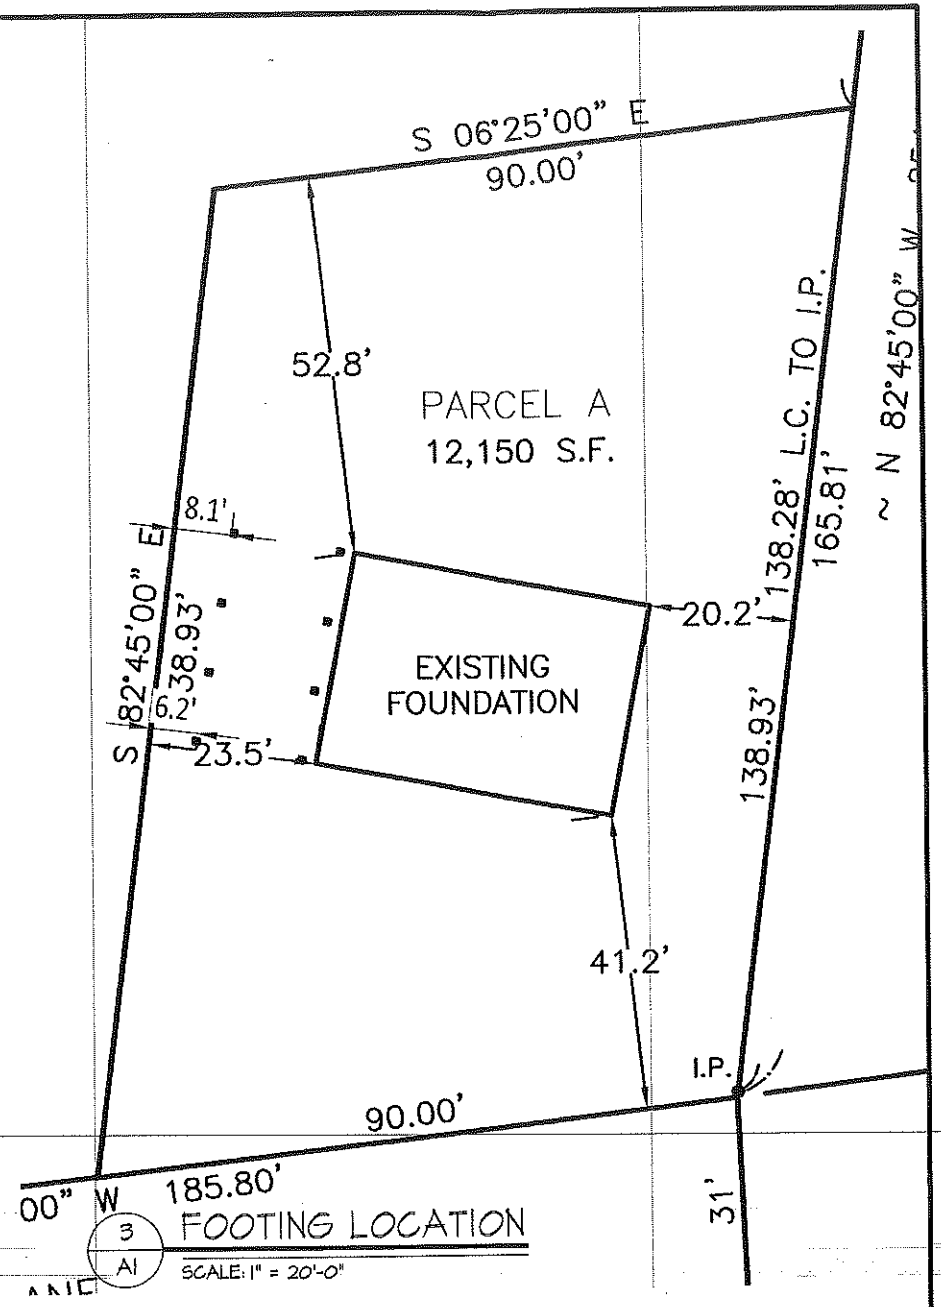 S 06°25'00" E
90.00'
52.8'
PARCEL A
12,150 S.F.
138.28' L.C. TO I.P.
165.81'
~ N 82°45'00" W
8.1'
S 82°45'00" E
138.93'
6.2'
23.5'
20.2'
EXISTING
FOUNDATION
138.93'
41.2'
I.P.
90.00'
185.80'
00" W
31'
3
A1
FOOTING LOCATION
SCALE: 1" = 20'-0"